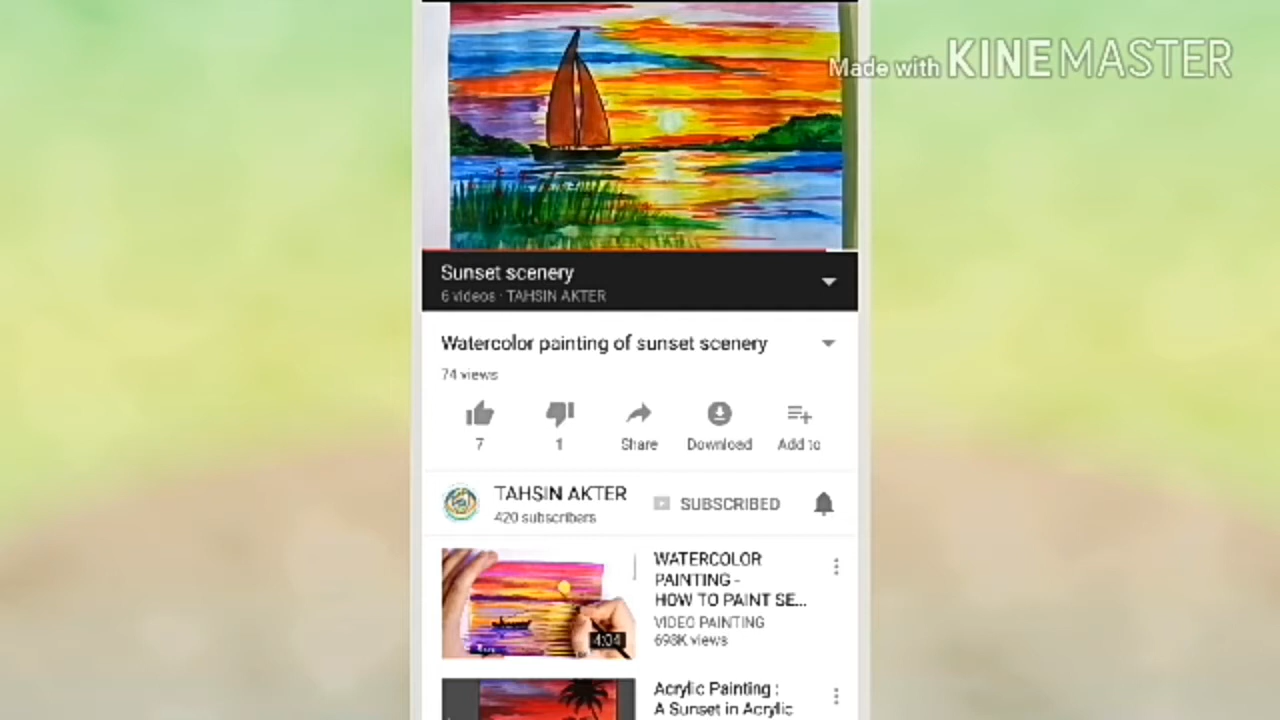 Made with KINEMASTER
Sunset scenery
6 videos · TAHSIN AKTER
Watercolor painting of sunset scenery
74 views
7
1
Share
Download
Add to
TAHSIN AKTER
420 subscribers
SUBSCRIBED
WATERCOLOR
PAINTING -
HOW TO PAINT SE...
VIDEO PAINTING
693K views
4:04
Acrylic Painting :
A Sunset in Acrylic